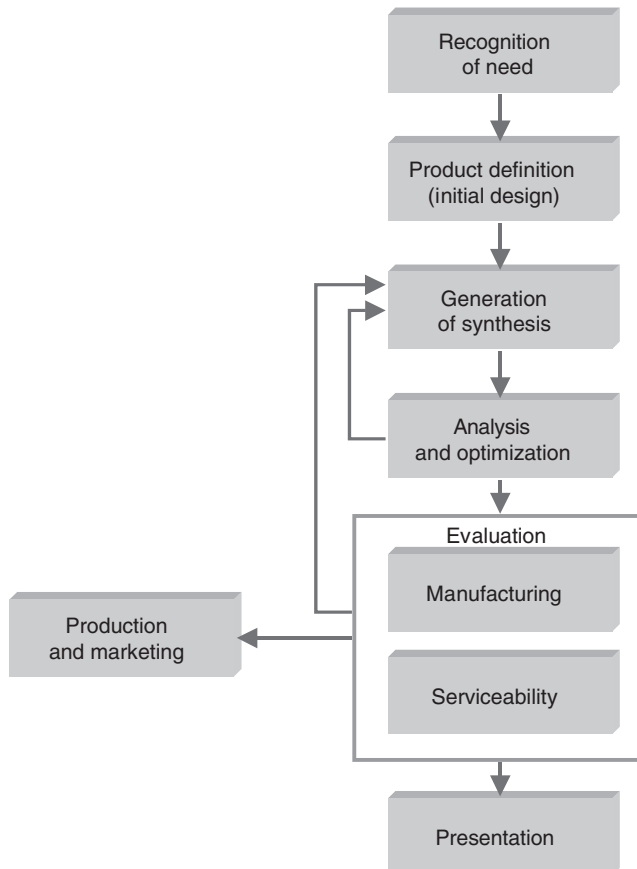 Recognition
of need
Product definition
(initial design)
Generation
of synthesis
Analysis
and optimization
Evaluation
Manufacturing
Production
and marketing
Serviceability
Presentation